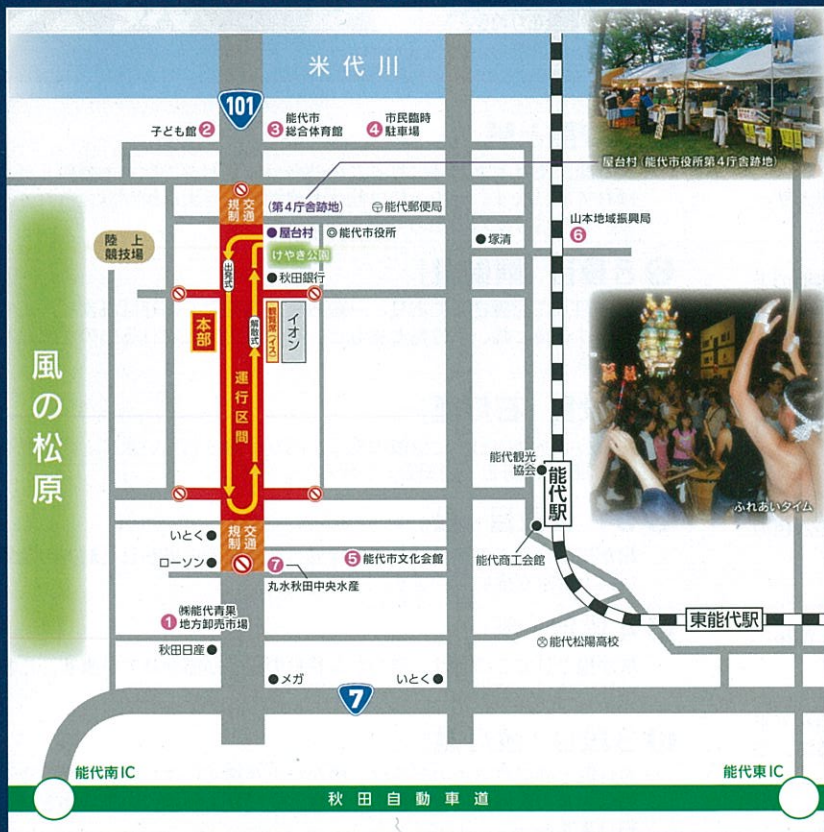 米代川
101
子ども館 ②
③ 能代市
総合体育館
④ 市民臨時
駐車場
屋台村 (能代市役所第4庁舎跡地)
交通
規制
(第4庁舎跡地)
〶能代郵便局
山本地域振興局
⑥
●屋台村
◎能代市役所
●塚清
陸上
競技場
けやき公園
出発式
●秋田銀行
本部
解散式
観覧席(イス)
イオン
風の松原
運行区間
能代観光
協会●
能代駅
ふれあいタイム
いとく●
交通
規制
ローソン●
⑦
丸水秋田中央水産
⑤ 能代市文化会館
能代商工会館
① ㈱能代青果
地方卸売市場
東能代駅
能代松陽高校
秋田日産●
●メガ
いとく●
7
能代南IC
能代東IC
秋田自動車道